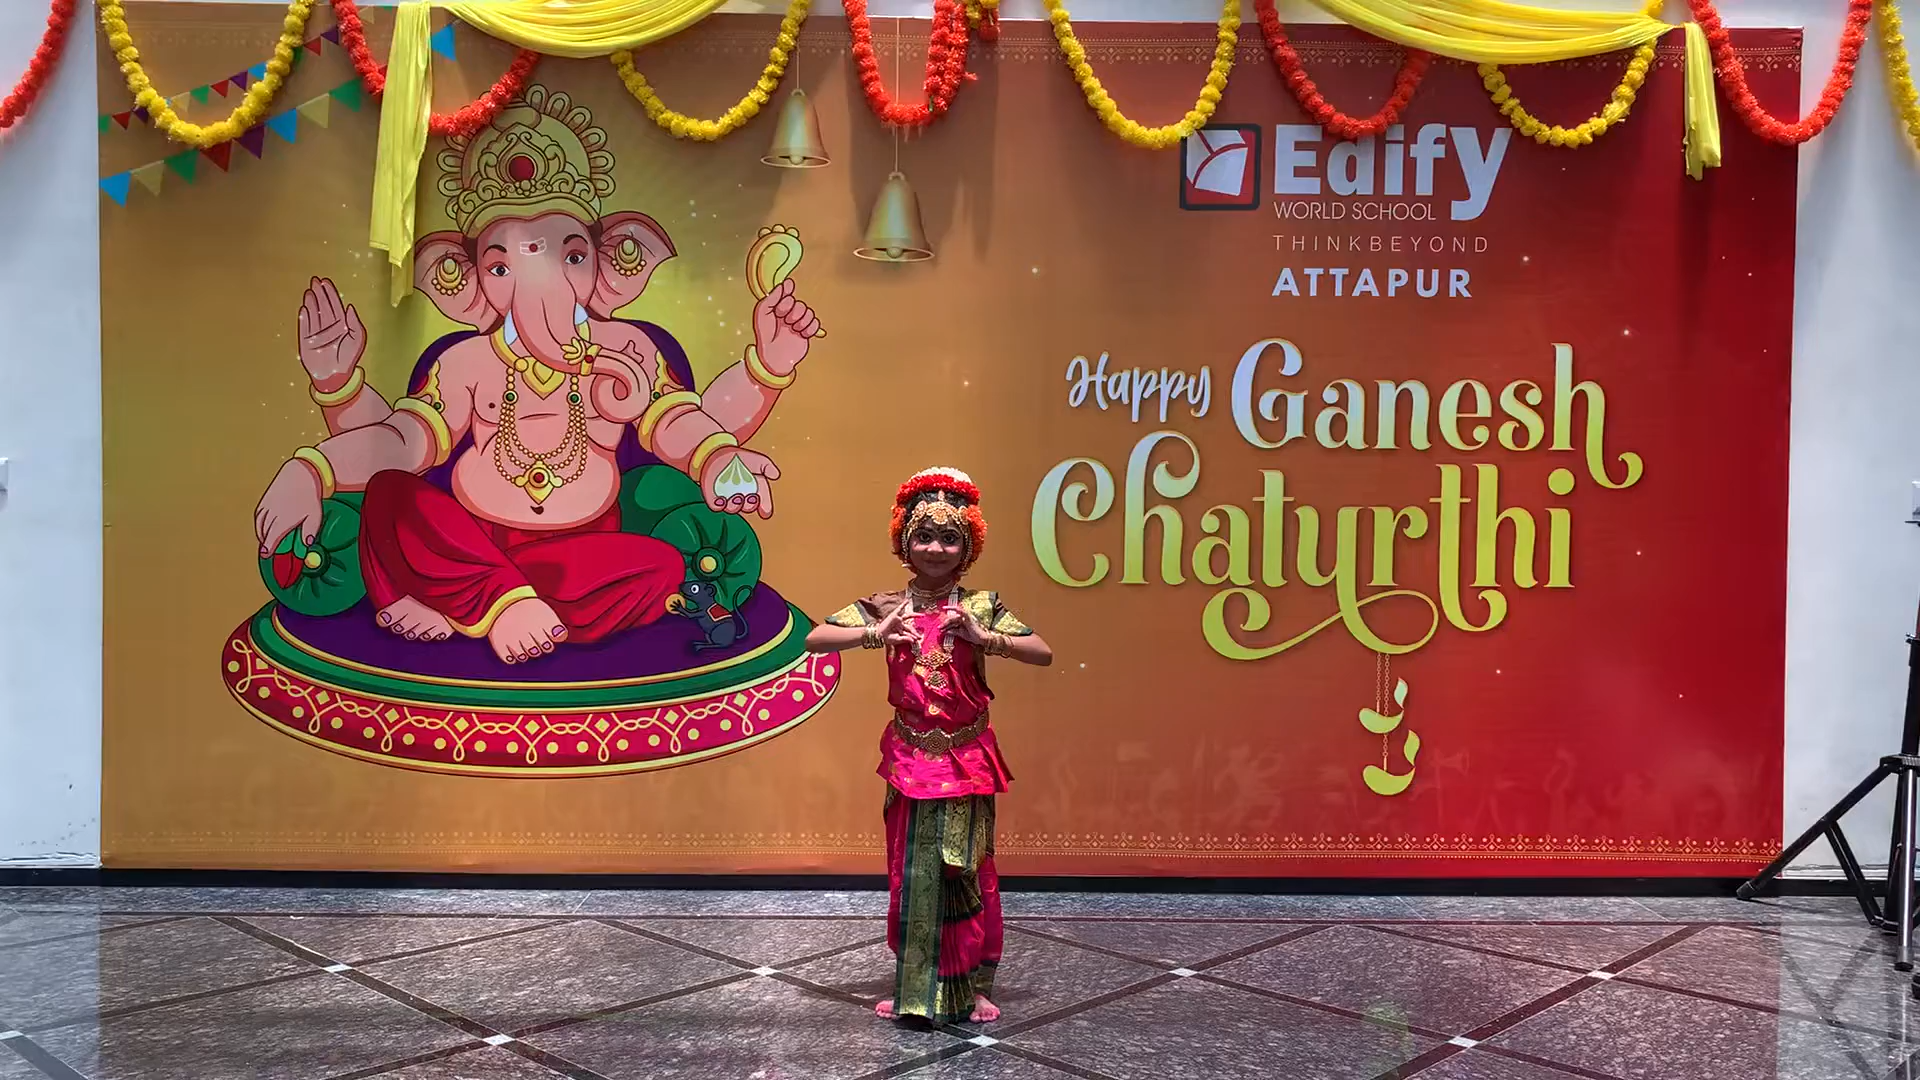 Edify
WORLD SCHOOL
THINKBEYOND
ATTAPUR
Happy Ganesh
Chaturthi